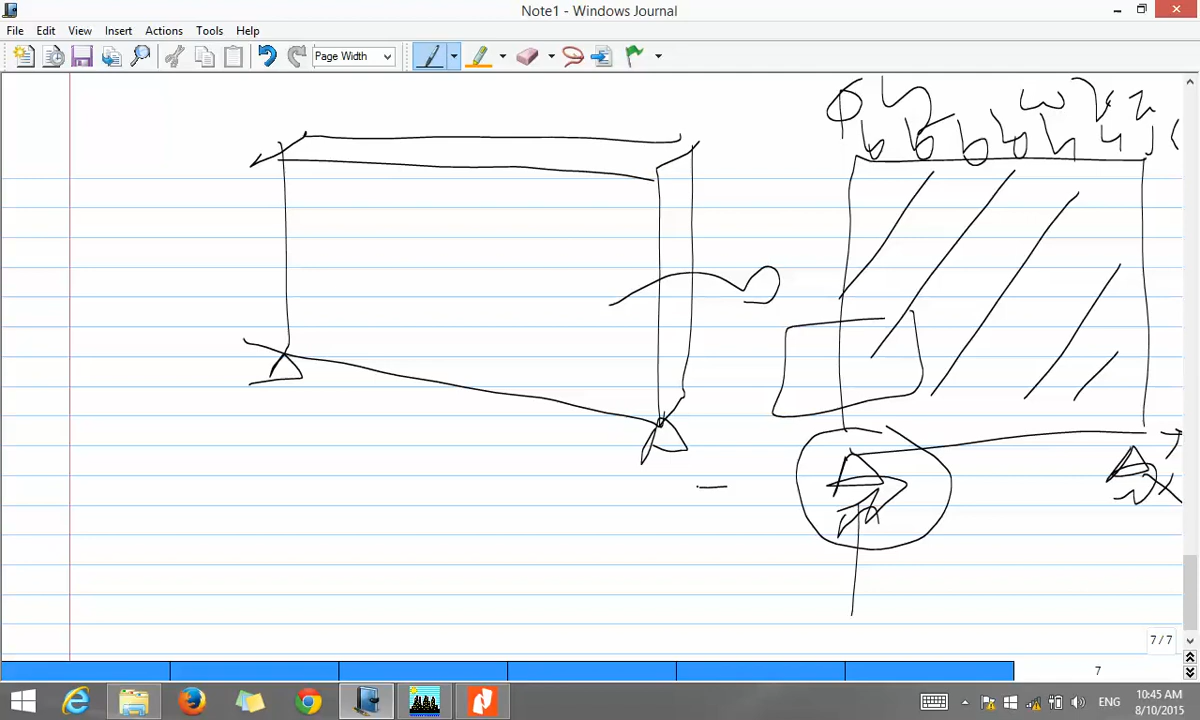 Note1 - Windows Journal
File Edit View Insert Actions Tools Help
Page Width
7 / 7
7
ENG
10:45 AM
8/10/2015